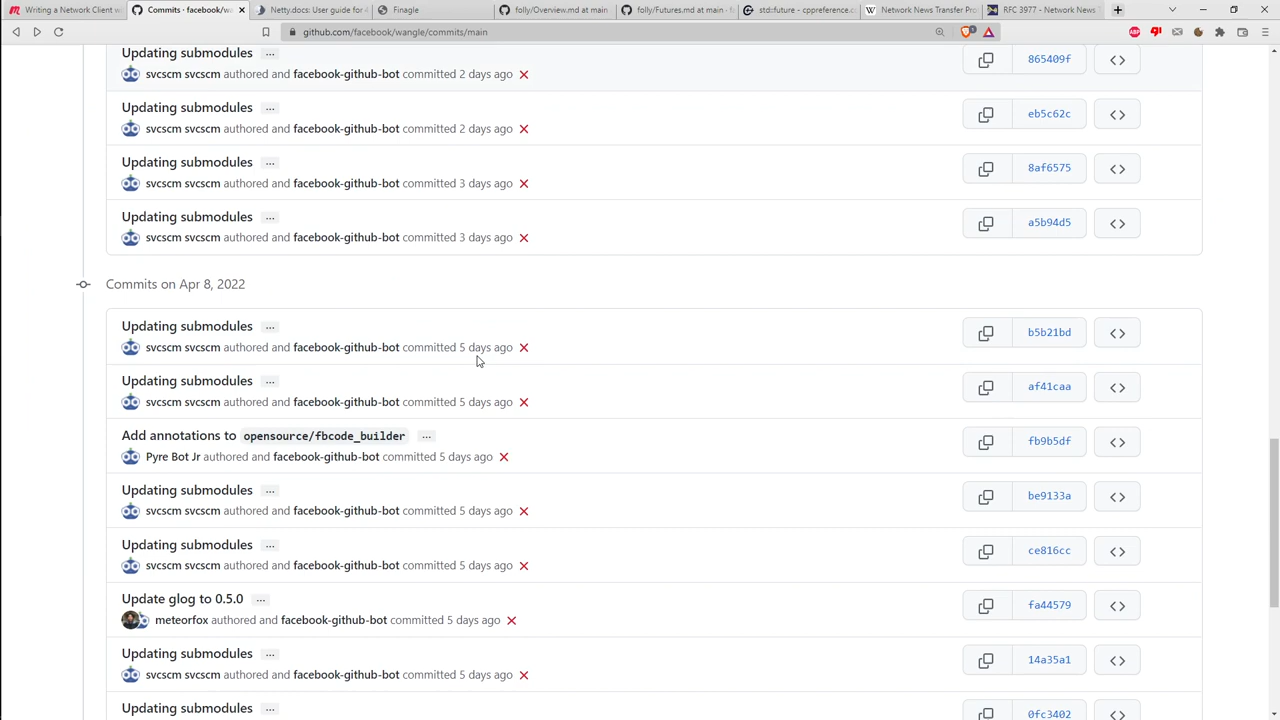 Writing a Network Client w
Commits · facebook/wa
Netty.docs: User guide for 4
Finagle
folly/Overview.md at main
folly/Futures.md at main · f
std::future - cppreference.c
Network News Transfer Pro
RFC 3977 - Network News T
github.com/facebook/wangle/commits/main
Updating submodules …
865409f
svcscm svcscm authored and facebook-github-bot committed 2 days ago
Updating submodules …
eb5c62c
svcscm svcscm authored and facebook-github-bot committed 2 days ago
Updating submodules …
8af6575
svcscm svcscm authored and facebook-github-bot committed 3 days ago
Updating submodules …
a5b94d5
svcscm svcscm authored and facebook-github-bot committed 3 days ago
Commits on Apr 8, 2022
Updating submodules …
b5b21bd
svcscm svcscm authored and facebook-github-bot committed 5 days ago
Updating submodules …
af41caa
svcscm svcscm authored and facebook-github-bot committed 5 days ago
Add annotations to opensource/fbcode_builder …
fb9b5df
Pyre Bot Jr authored and facebook-github-bot committed 5 days ago
Updating submodules …
be9133a
svcscm svcscm authored and facebook-github-bot committed 5 days ago
Updating submodules …
ce816cc
svcscm svcscm authored and facebook-github-bot committed 5 days ago
Update glog to 0.5.0 …
fa44579
meteorfox authored and facebook-github-bot committed 5 days ago
Updating submodules …
14a35a1
svcscm svcscm authored and facebook-github-bot committed 5 days ago
Updating submodules …
0fc3402